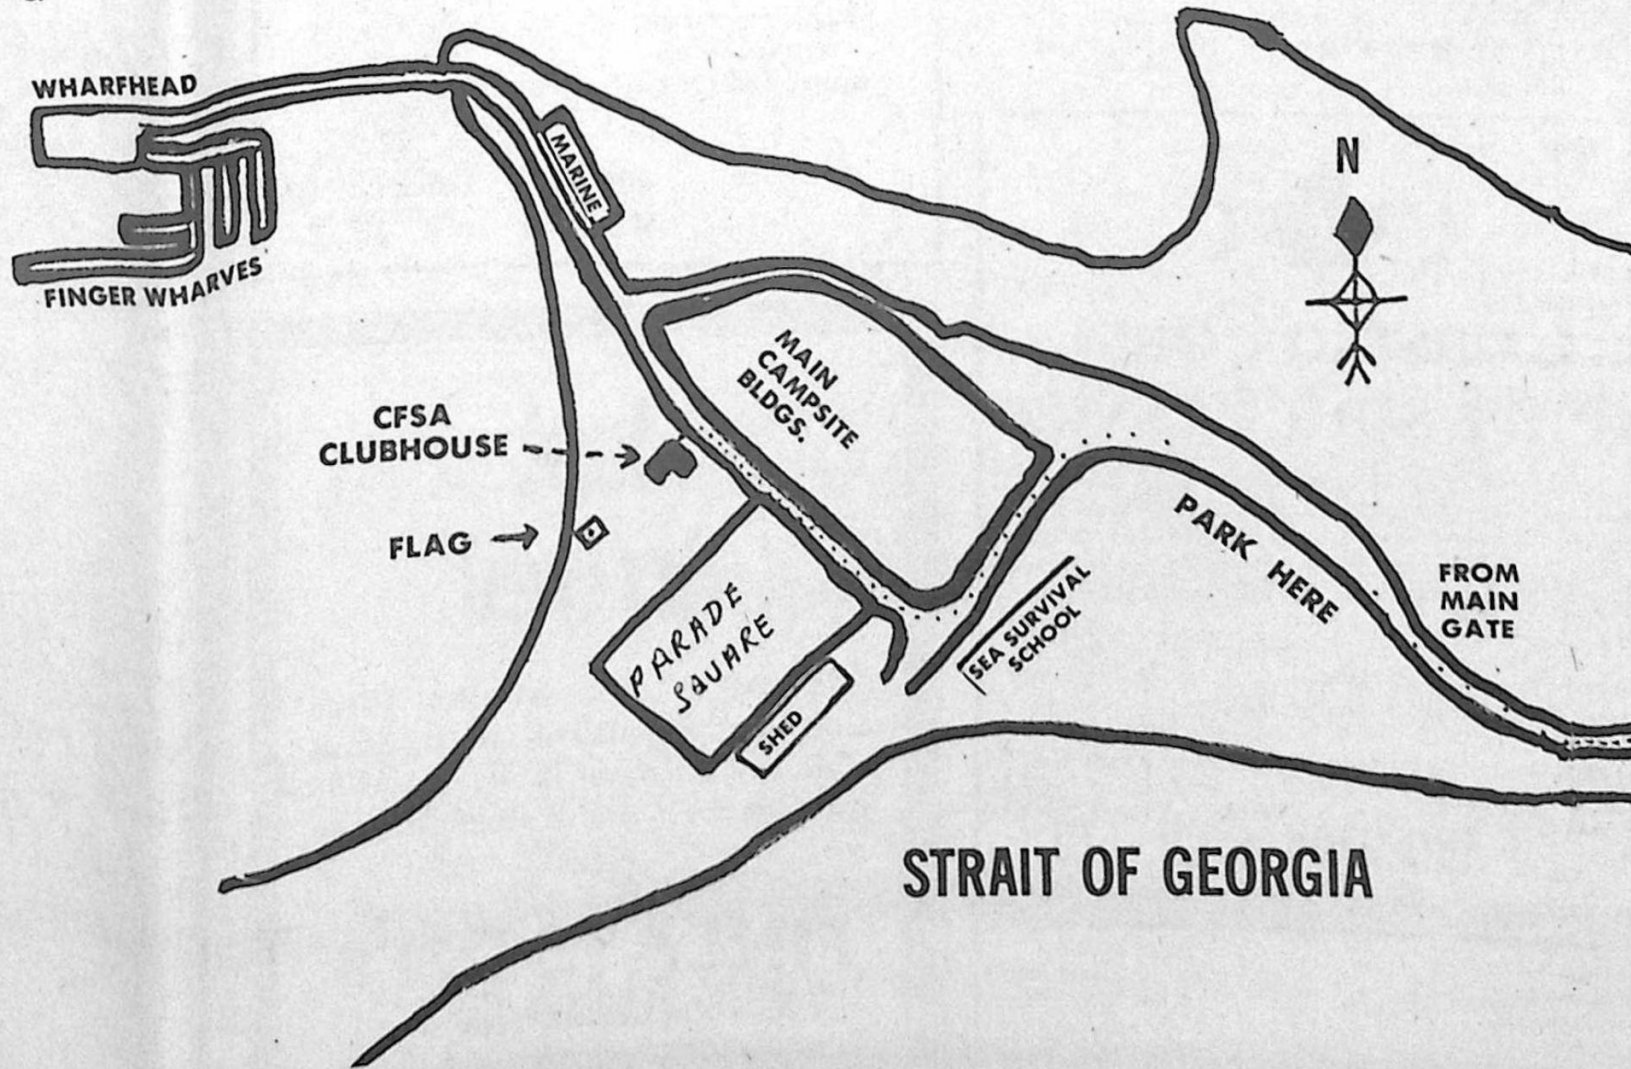 WHARFHEAD
FINGER WHARVES
MARINE
N
MAIN
CAMPSITE
BLDGS.
CFSA
CLUBHOUSE
FLAG
PARK HERE
FROM
MAIN
GATE
SEA SURVIVAL
SCHOOL
PARADE
SQUARE
SHED
STRAIT OF GEORGIA